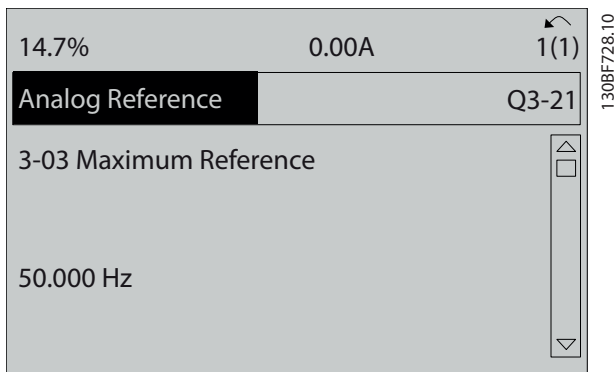 14.7% 0.00A 1(1)
Analog Reference Q3-21
3-03 Maximum Reference
50.000 Hz
130BF728.10